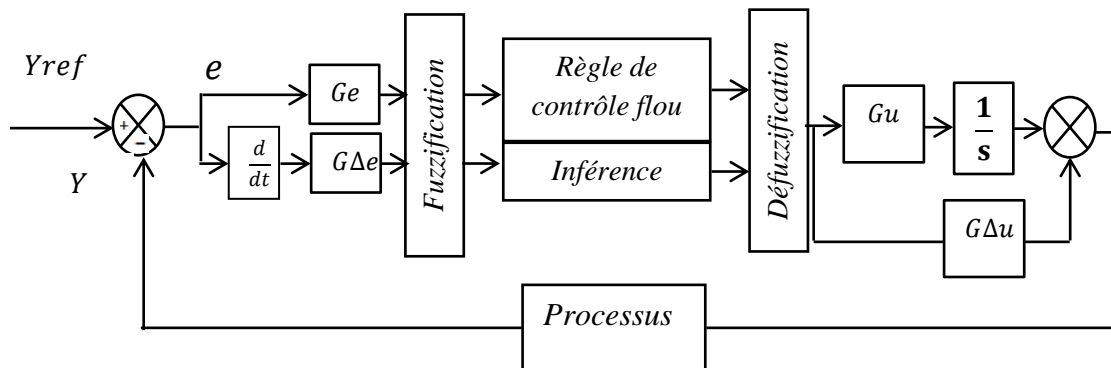 Yref
e
Y
+
-
d
dt
Ge
GΔe
Fuzzification
Règle de
contrôle flou
Inférence
Défuzzification
Gu
1
s
GΔu
Processus